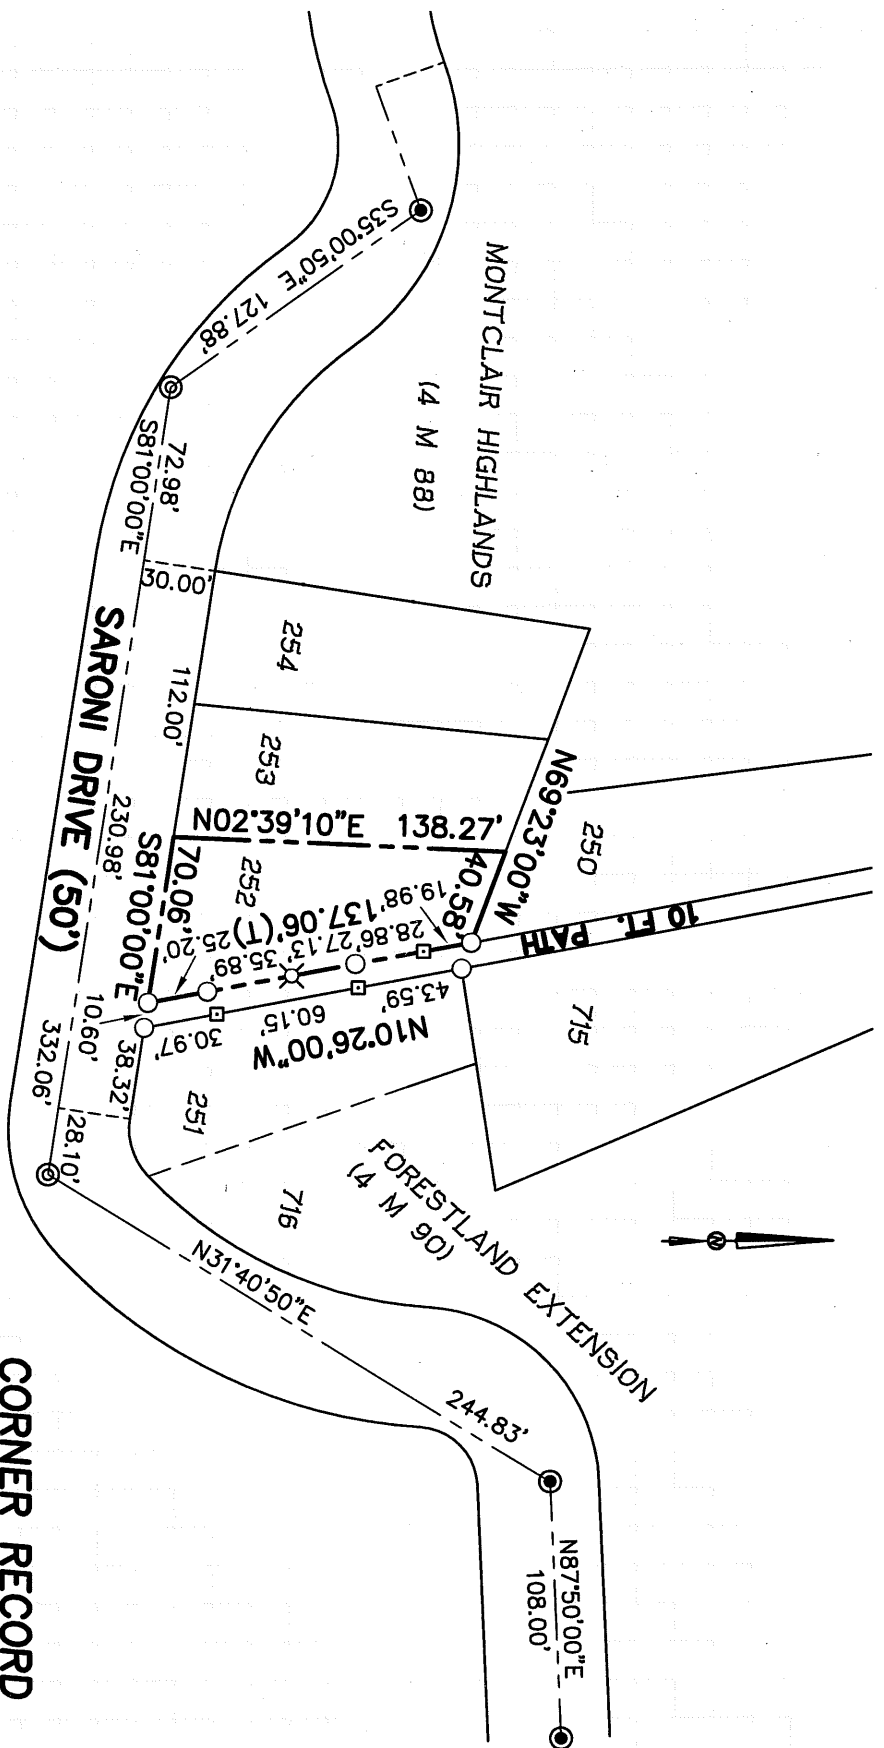 MONTCLAIR HIGHLANDS
(4 M 88)
S35°00'50"E 127.88'
72.98'
S81°00'00"E
30.00'
112.00'
254
253
252
250
N69°23'00"W
40.58'
N02°39'10"E 138.27'
70.06'
S81°00'00"E
137.06'(T)
19.98'
28.86'
27.13'
35.89'
25.20'
10 FT. PATH
43.59'
60.15'
30.97'
N10°26'00"W
715
251
716
SARONI DRIVE (50')
230.98'
10.60'
38.32'
332.06'
28.10'
FORESTLAND EXTENSION
(4 M 90)
N
N31°40'50"E
244.83'
N87°50'00"E
108.00'
CORNER RECORD